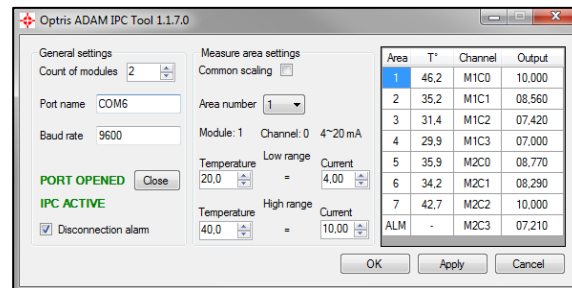 Optris ADAM IPC Tool 1.1.7.0
General settings
Count of modules 2
Port name COM6
Baud rate 9600
PORT OPENED Close
IPC ACTIVE
Disconnection alarm
Measure area settings
Common scaling
Area number 1
Module: 1 Channel: 0 4~20 mA
Low range
Temperature Current
20,0 = 4,00
High range
Temperature Current
40,0 = 10,00
Area T° Channel Output
1 46,2 M1C0 10,000
2 35,2 M1C1 08,560
3 31,4 M1C2 07,420
4 29,9 M1C3 07,000
5 35,9 M2C0 08,770
6 34,2 M2C1 08,290
7 42,7 M2C2 10,000
ALM - M2C3 07,210
OK Apply Cancel